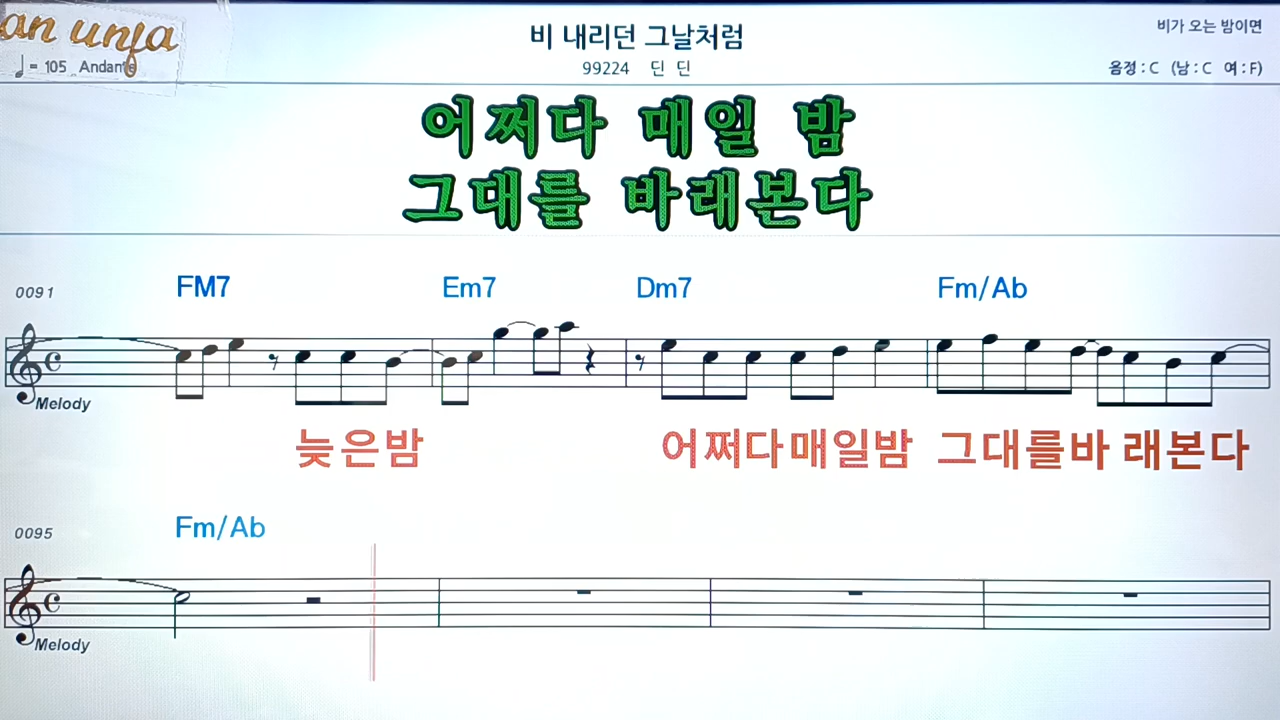 an unfa
♩= 105 Andante
비 내리던 그날처럼
99224 딘 딘
비가 오는 밤이면
음정 : C (남 : C 여 : F)
어쩌다 매일 밤
그대를 바래본다
0091 FM7 Em7 Dm7 Fm/Ab
Melody
늦은밤 어쩌다매일밤 그대를바 래본다
0095 Fm/Ab
Melody